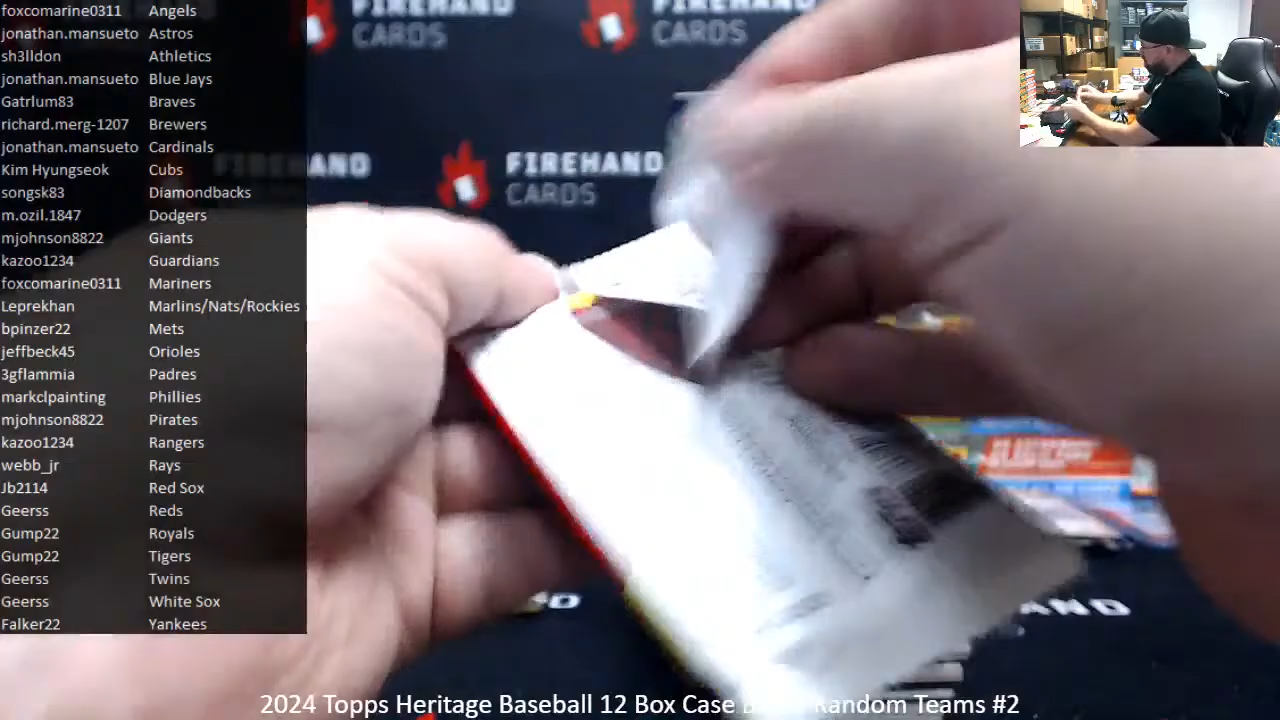 foxcomarine0311 Angels
jonathan.mansueto Astros
sh3lldon Athletics
jonathan.mansueto Blue Jays
Gatrlum83 Braves
richard.merg-1207 Brewers
jonathan.mansueto Cardinals
Kim Hyungseok Cubs
songsk83 Diamondbacks
m.ozil.1847 Dodgers
mjohnson8822 Giants
kazoo1234 Guardians
foxcomarine0311 Mariners
Leprekhan Marlins/Nats/Rockies
bpinzer22 Mets
jeffbeck45 Orioles
3gflammia Padres
markclpainting Phillies
mjohnson8822 Pirates
kazoo1234 Rangers
webb_jr Rays
Jb2114 Red Sox
Geerss Reds
Gump22 Royals
Gump22 Tigers
Geerss Twins
Geerss White Sox
Falker22 Yankees
FIREHAND
CARDS
FIREHAND
CARDS
FIREHAND
CARDS
2024 Topps Heritage Baseball 12 Box Case Random Teams #2